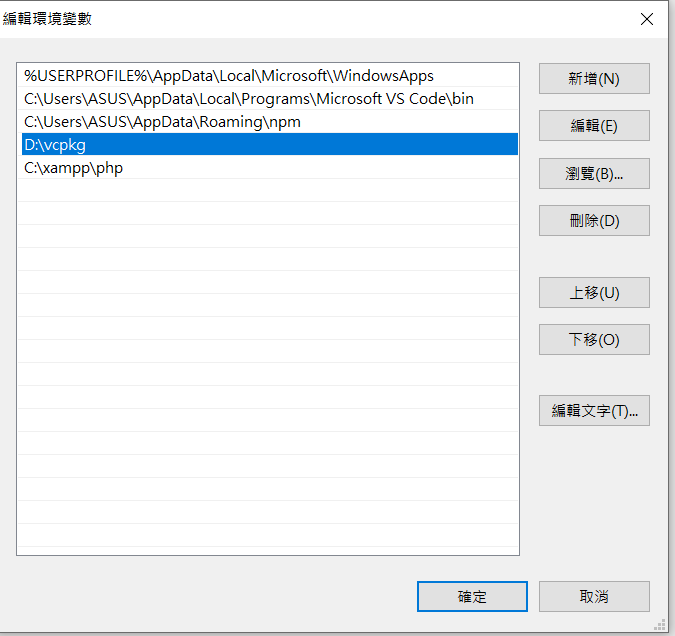 編輯環境變數
%USERPROFILE%\AppData\Local\Microsoft\WindowsApps
C:\Users\ASUS\AppData\Local\Programs\Microsoft VS Code\bin
C:\Users\ASUS\AppData\Roaming\npm
D:\vcpkg
C:\xampp\php
新增(N)
編輯(E)
瀏覽(B)...
刪除(D)
上移(U)
下移(O)
編輯文字(T)...
確定
取消